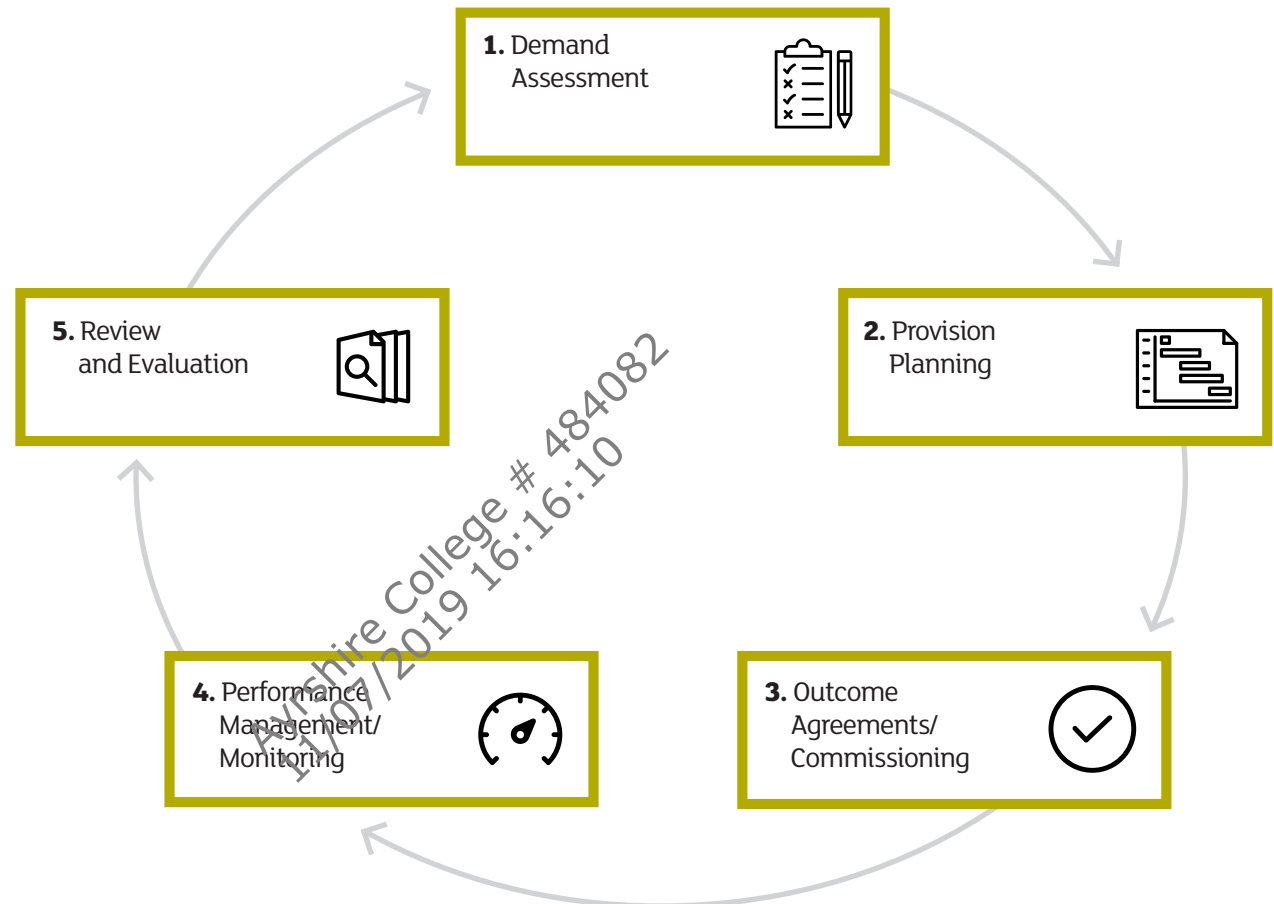 1. Demand
Assessment
2. Provision
Planning
3. Outcome
Agreements/
Commissioning
4. Performance
Management/
Monitoring
5. Review
and Evaluation
Ayrshire College # 484082
11/07/2019 16:16:10